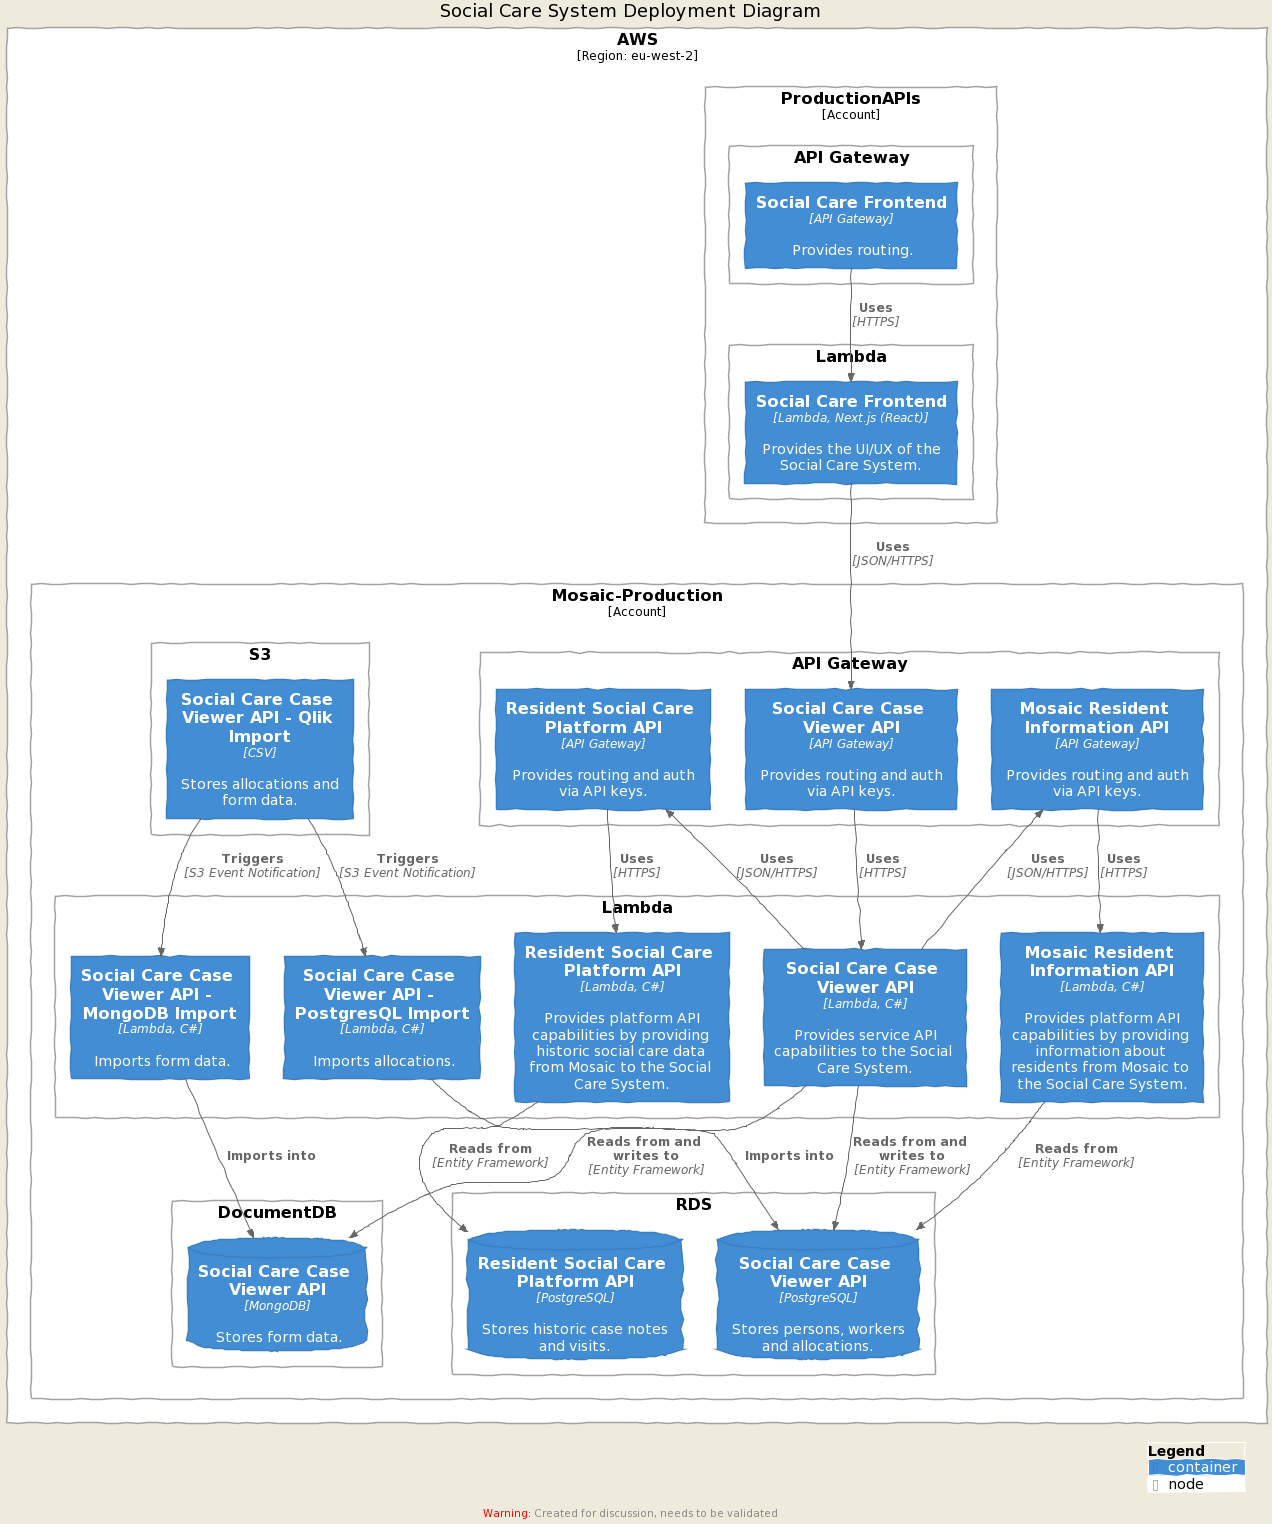 Social Care System Deployment Diagram
AWS
[Region: eu-west-2]
ProductionAPIs
[Account]
API Gateway
Social Care Frontend
[API Gateway]
Provides routing.
Uses
[HTTPS]
Lambda
Social Care Frontend
[Lambda, Next.js (React)]
Provides the UI/UX of the
Social Care System.
Uses
[JSON/HTTPS]
Mosaic-Production
[Account]
S3
Social Care Case
Viewer API - Qlik
Import
[CSV]
Stores allocations and
form data.
API Gateway
Resident Social Care
Platform API
[API Gateway]
Provides routing and auth
via API keys.
Social Care Case
Viewer API
[API Gateway]
Provides routing and auth
via API keys.
Mosaic Resident
Information API
[API Gateway]
Provides routing and auth
via API keys.
Triggers
[S3 Event Notification]
Triggers
[S3 Event Notification]
Uses
[HTTPS]
Uses
[JSON/HTTPS]
Uses
[HTTPS]
Uses
[JSON/HTTPS]
Uses
[HTTPS]
Lambda
Social Care Case
Viewer API -
MongoDB Import
[Lambda, C#]
Imports form data.
Social Care Case
Viewer API -
PostgresQL Import
[Lambda, C#]
Imports allocations.
Resident Social Care
Platform API
[Lambda, C#]
Provides platform API
capabilities by providing
historic social care data
from Mosaic to the Social
Care System.
Social Care Case
Viewer API
[Lambda, C#]
Provides service API
capabilities to the Social
Care System.
Mosaic Resident
Information API
[Lambda, C#]
Provides platform API
capabilities by providing
information about
residents from Mosaic to
the Social Care System.
Imports into
Reads from
[Entity Framework]
Reads from and
writes to
[Entity Framework]
Imports into
Reads from and
writes to
[Entity Framework]
Reads from
[Entity Framework]
DocumentDB
Social Care Case
Viewer API
[MongoDB]
Stores form data.
RDS
Resident Social Care
Platform API
[PostgreSQL]
Stores historic case notes
and visits.
Social Care Case
Viewer API
[PostgreSQL]
Stores persons, workers
and allocations.
Legend
container
node
Warning: Created for discussion, needs to be validated